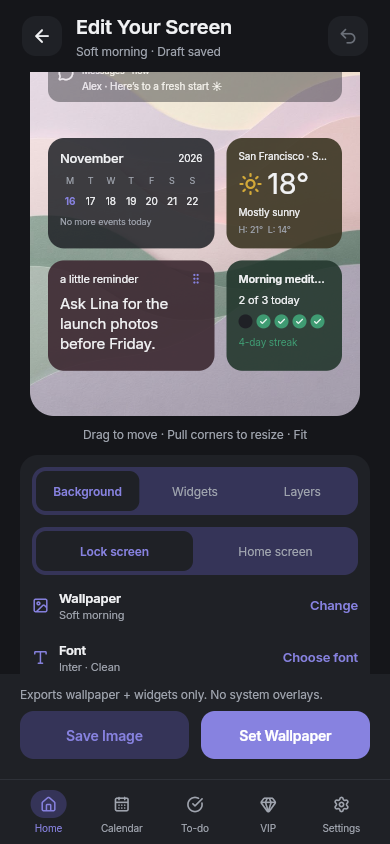 Edit Your Screen
Soft morning · Draft saved
Messages · now
Alex · Here's to a fresh start ✳
November 2026
M T W T F S S
16 17 18 19 20 21 22
No more events today
San Francisco · S...
18°
Mostly sunny
H: 21° L: 14°
a little reminder
Ask Lina for the
launch photos
before Friday.
Morning medit...
2 of 3 today
4-day streak
Drag to move · Pull corners to resize · Fit
Background Widgets Layers
Lock screen Home screen
Wallpaper
Soft morning
Change
Font
Inter · Clean
Choose font
Exports wallpaper + widgets only. No system overlays.
Save Image Set Wallpaper
Home Calendar To-do VIP Settings